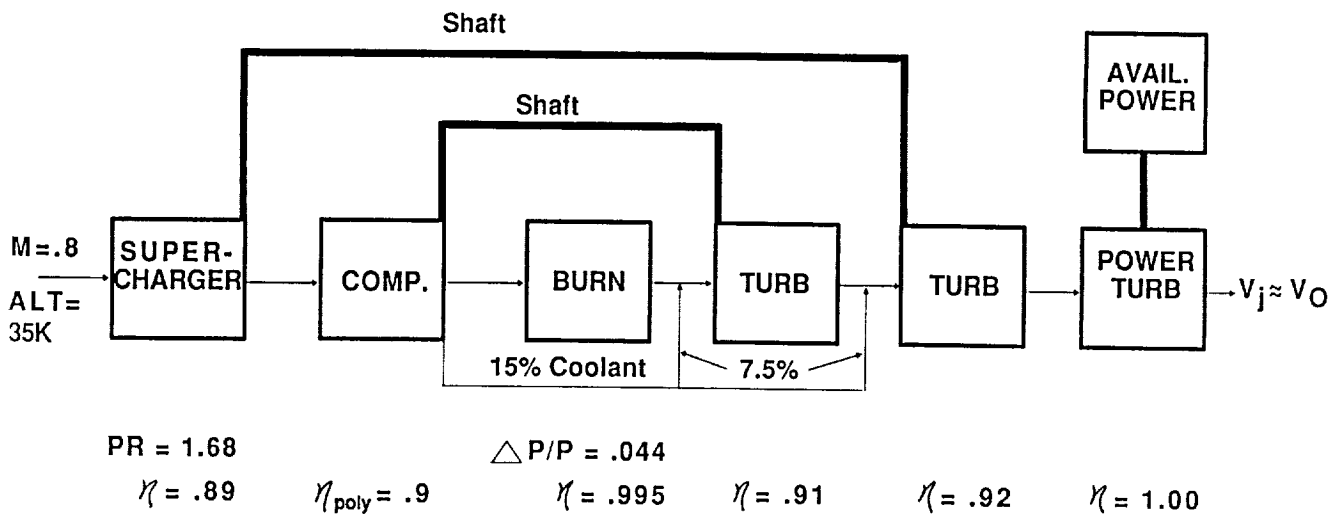 Shaft
AVAIL.
POWER
Shaft
M=.8
ALT=
35K
SUPER-
CHARGER
COMP.
BURN
TURB
TURB
POWER
TURB
Vj≈ VO
15% Coolant
7.5%
PR = 1.68
△ P/P = .044
η = .89
ηpoly = .9
η = .995
η = .91
η = .92
η = 1.00